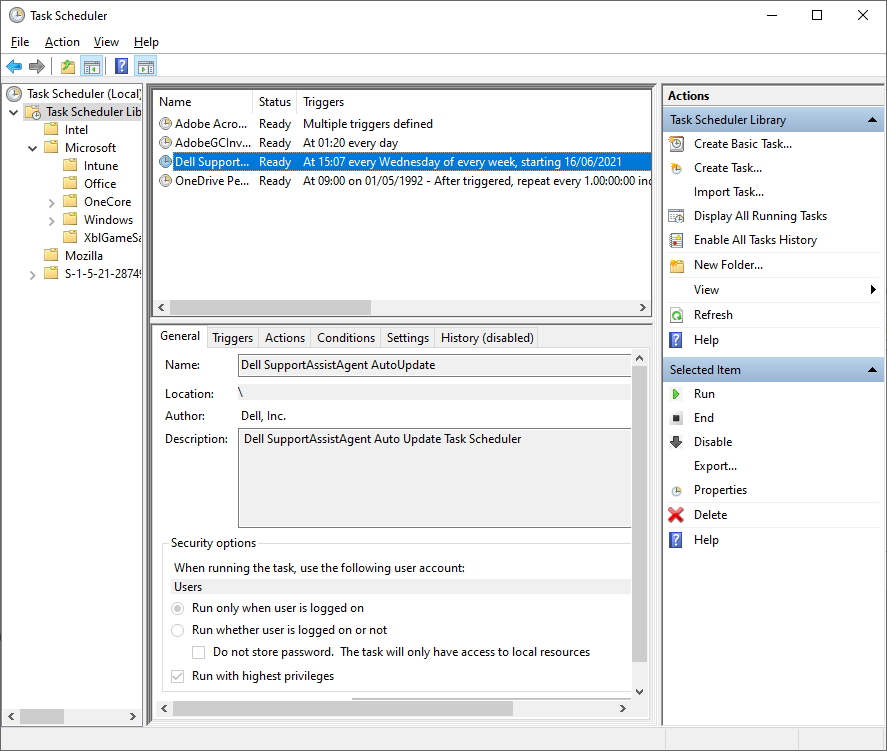 Task Scheduler
File Action View Help
Task Scheduler (Local)
Task Scheduler Lib
Intel
Microsoft
Intune
Office
OneCore
Windows
XblGameSa
Mozilla
S-1-5-21-28749
Name Status Triggers
Adobe Acro... Ready Multiple triggers defined
AdobeGCInv... Ready At 01:20 every day
Dell Support... Ready At 15:07 every Wednesday of every week, starting 16/06/2021
OneDrive Pe... Ready At 09:00 on 01/05/1992 - After triggered, repeat every 1.00:00:00 ind
General Triggers Actions Conditions Settings History (disabled)
Name: Dell SupportAssistAgent AutoUpdate
Location: \
Author: Dell, Inc.
Description: Dell SupportAssistAgent Auto Update Task Scheduler
Security options
When running the task, use the following user account:
Users
Run only when user is logged on
Run whether user is logged on or not
Do not store password. The task will only have access to local resources
Run with highest privileges
Actions
Task Scheduler Library
Create Basic Task...
Create Task...
Import Task...
Display All Running Tasks
Enable All Tasks History
New Folder...
View
Refresh
Help
Selected Item
Run
End
Disable
Export...
Properties
Delete
Help